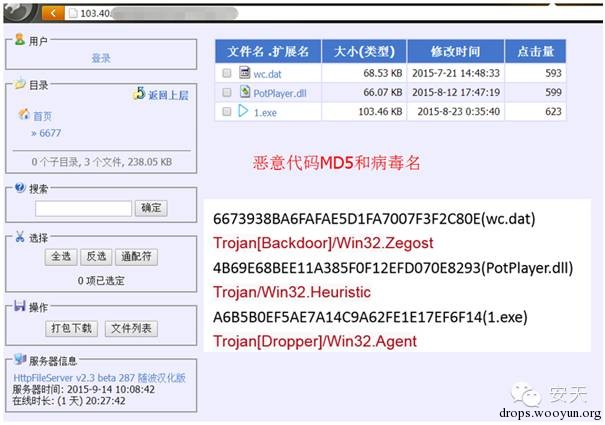 103.40.
用户
登录
目录
返回上层
首页
» 6677
0 个子目录, 3 个文件, 238.05 KB
搜索
确定
选择
全选 反选 通配符
0 项已选定
操作
打包下载 文件列表
服务器信息
HttpFileServer v2.3 beta 287 随波汉化版
服务器时间: 2015-9-14 10:08:42
在线时长: (1 天) 20:27:42
文件名 .扩展名 大小(类型) 修改时间 点击量
wc.dat 68.53 KB 2015-7-21 14:48:33 593
PotPlayer.dll 66.07 KB 2015-8-12 17:47:19 599
1.exe 103.46 KB 2015-8-23 0:35:40 623
恶意代码MD5和病毒名
6673938BA6FAFAE5D1FA7007F3F2C80E(wc.dat)
Trojan[Backdoor]/Win32.Zegost
4B69E68BEE11A385F0F12EFD070E8293(PotPlayer.dll)
Trojan/Win32.Heuristic
A6B5B0EF5AE7A14C9A62FE1E17EF6F14(1.exe)
Trojan[Dropper]/Win32.Agent
安天
drops.wooyun.org